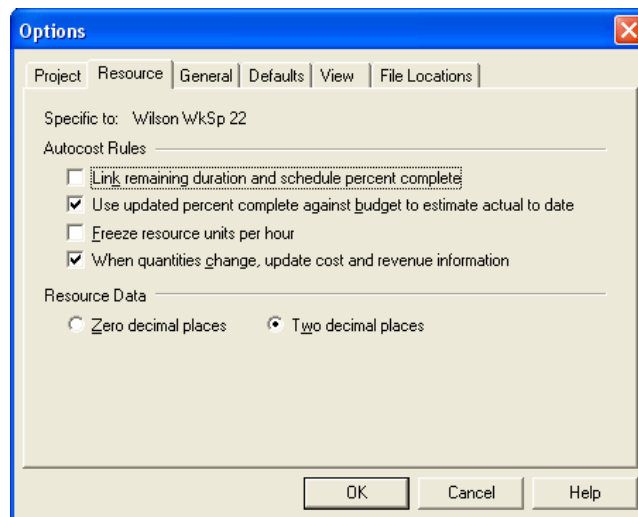 Options
Project Resource General Defaults View File Locations
Specific to: Wilson WkSp 22
Autocost Rules
Link remaining duration and schedule percent complete
Use updated percent complete against budget to estimate actual to date
Freeze resource units per hour
When quantities change, update cost and revenue information
Resource Data
Zero decimal places Two decimal places
OK Cancel Help